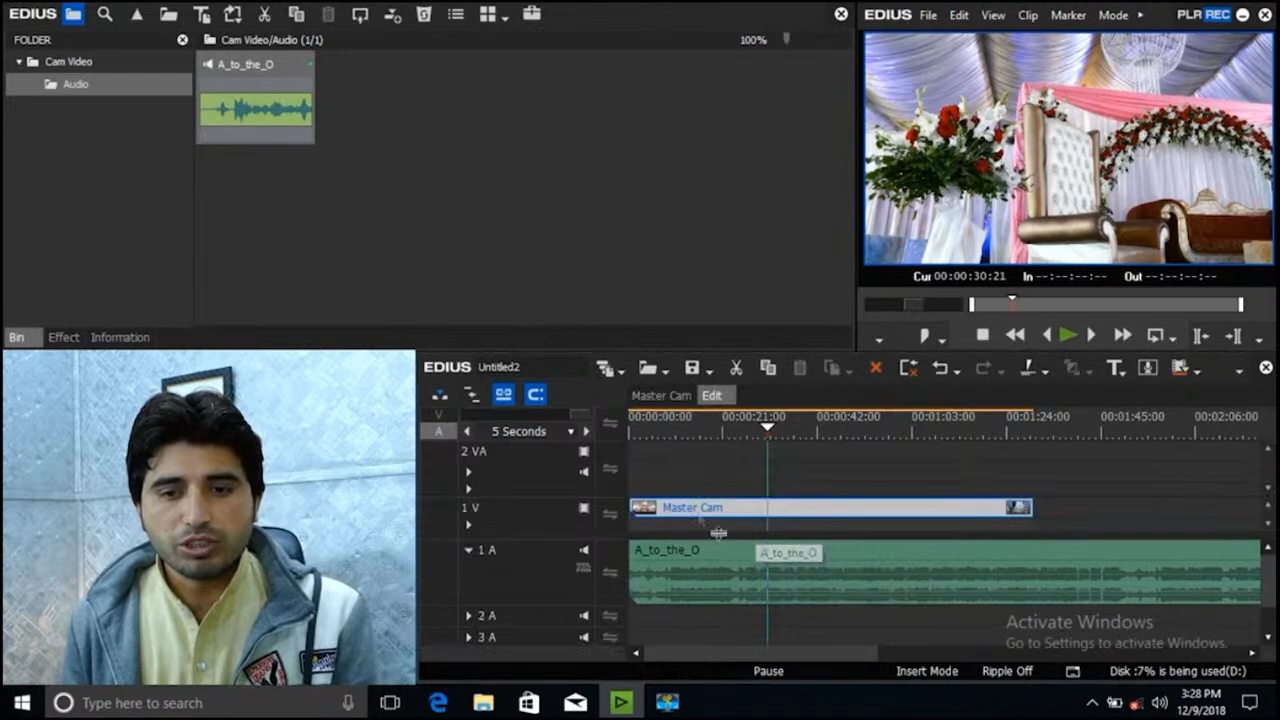 EDIUS
FOLDER
Cam Video
Audio
Cam Video/Audio (1/1)
100%
A_to_the_O
Bin Effect Information
EDIUS File Edit View Clip Marker Mode PLR REC
Cur 00:00:30:21 In --:--:--:-- Out --:--:--:--
EDIUS Untitled2
Master Cam Edit
V
A
5 Seconds
00:00:00:00 00:00:21:00 00:00:42:00 00:01:03:00 00:01:24:00 00:01:45:00 00:02:06:00
2 VA
1 V
Master Cam
1 A
A_to_the_O
A_to_the_O
2 A
3 A
Activate Windows
Go to Settings to activate Windows.
Pause Insert Mode Ripple Off Disk :7% is being used(D:)
Type here to search
3:28 PM
12/9/2018